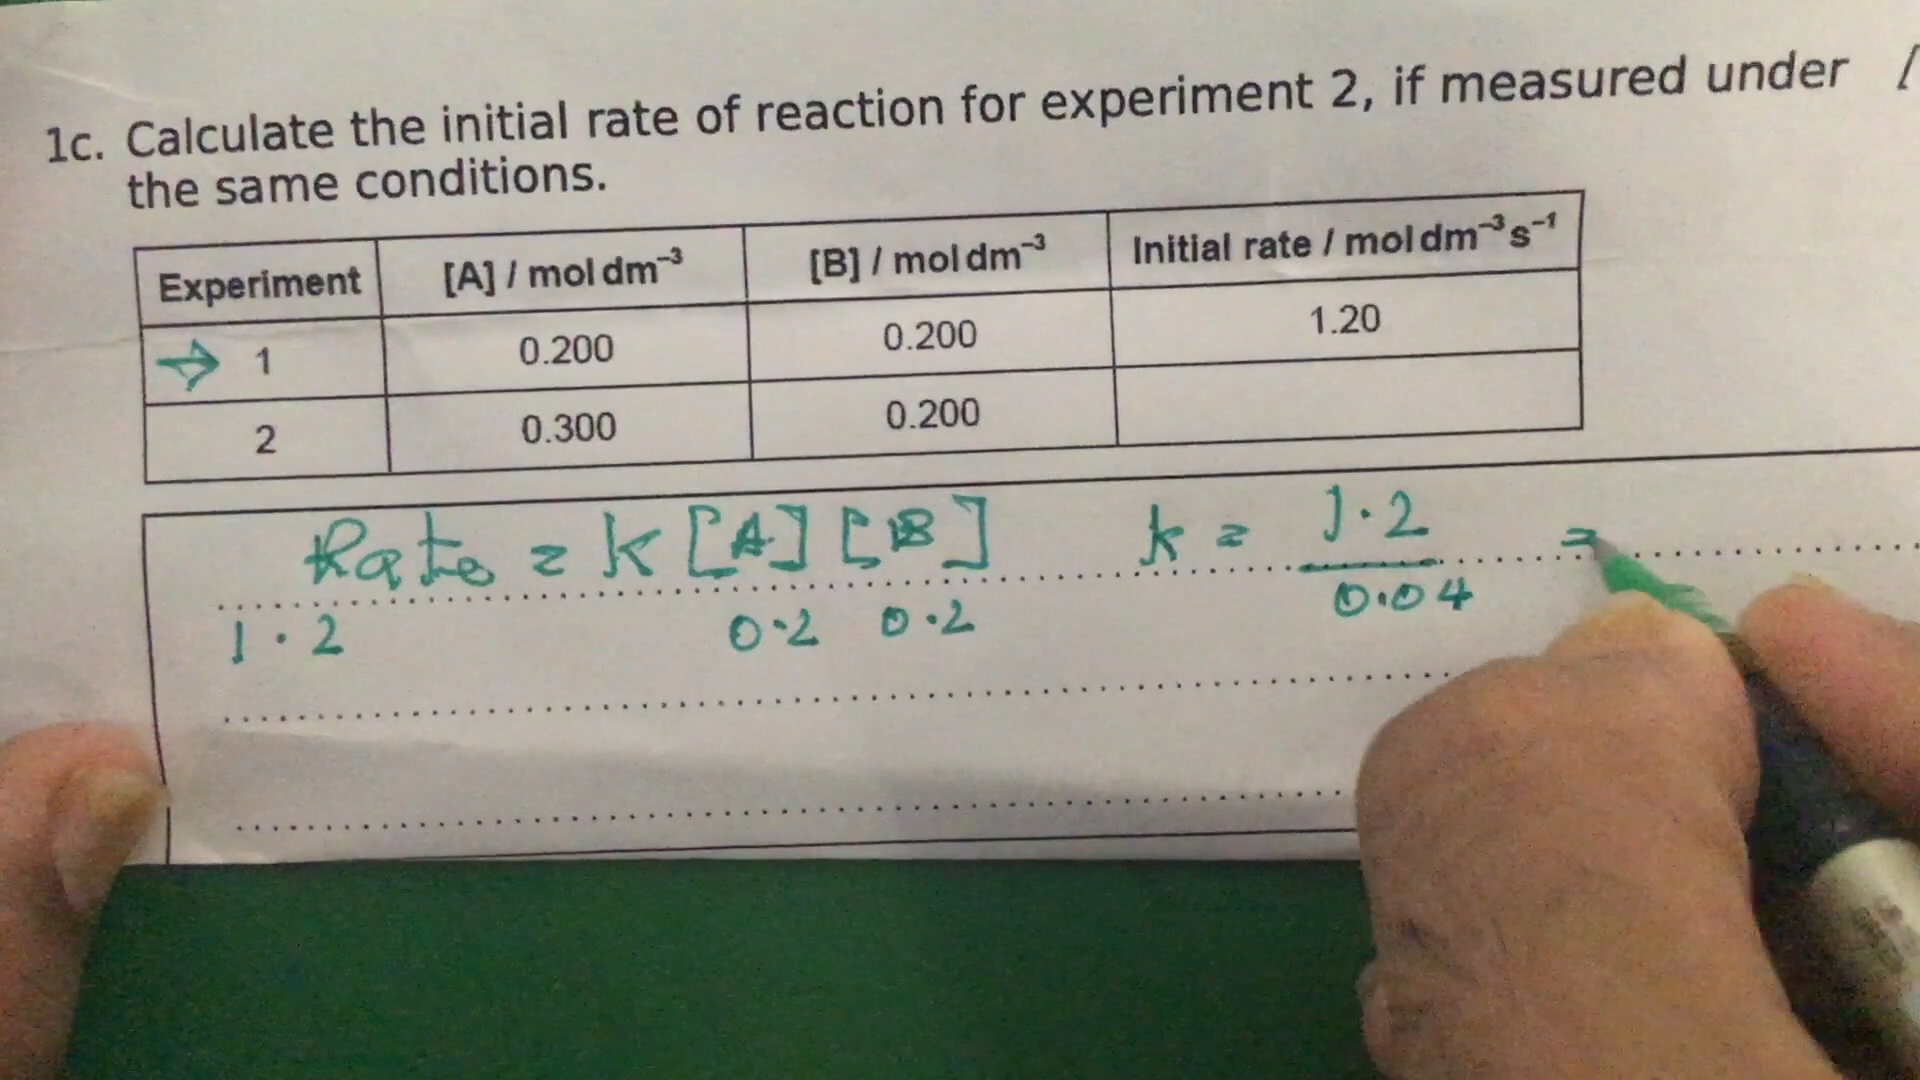 1c. Calculate the initial rate of reaction for experiment 2, if measured under [
the same conditions.
Experiment [A] / mol dm⁻³ [B] / mol dm⁻³ Initial rate / mol dm⁻³ s⁻¹
1 0.200 0.200 1.20
2 0.300 0.200
Rate = k [A] [B] k = 1.2 / 0.04 =
1.2 0.2 0.2